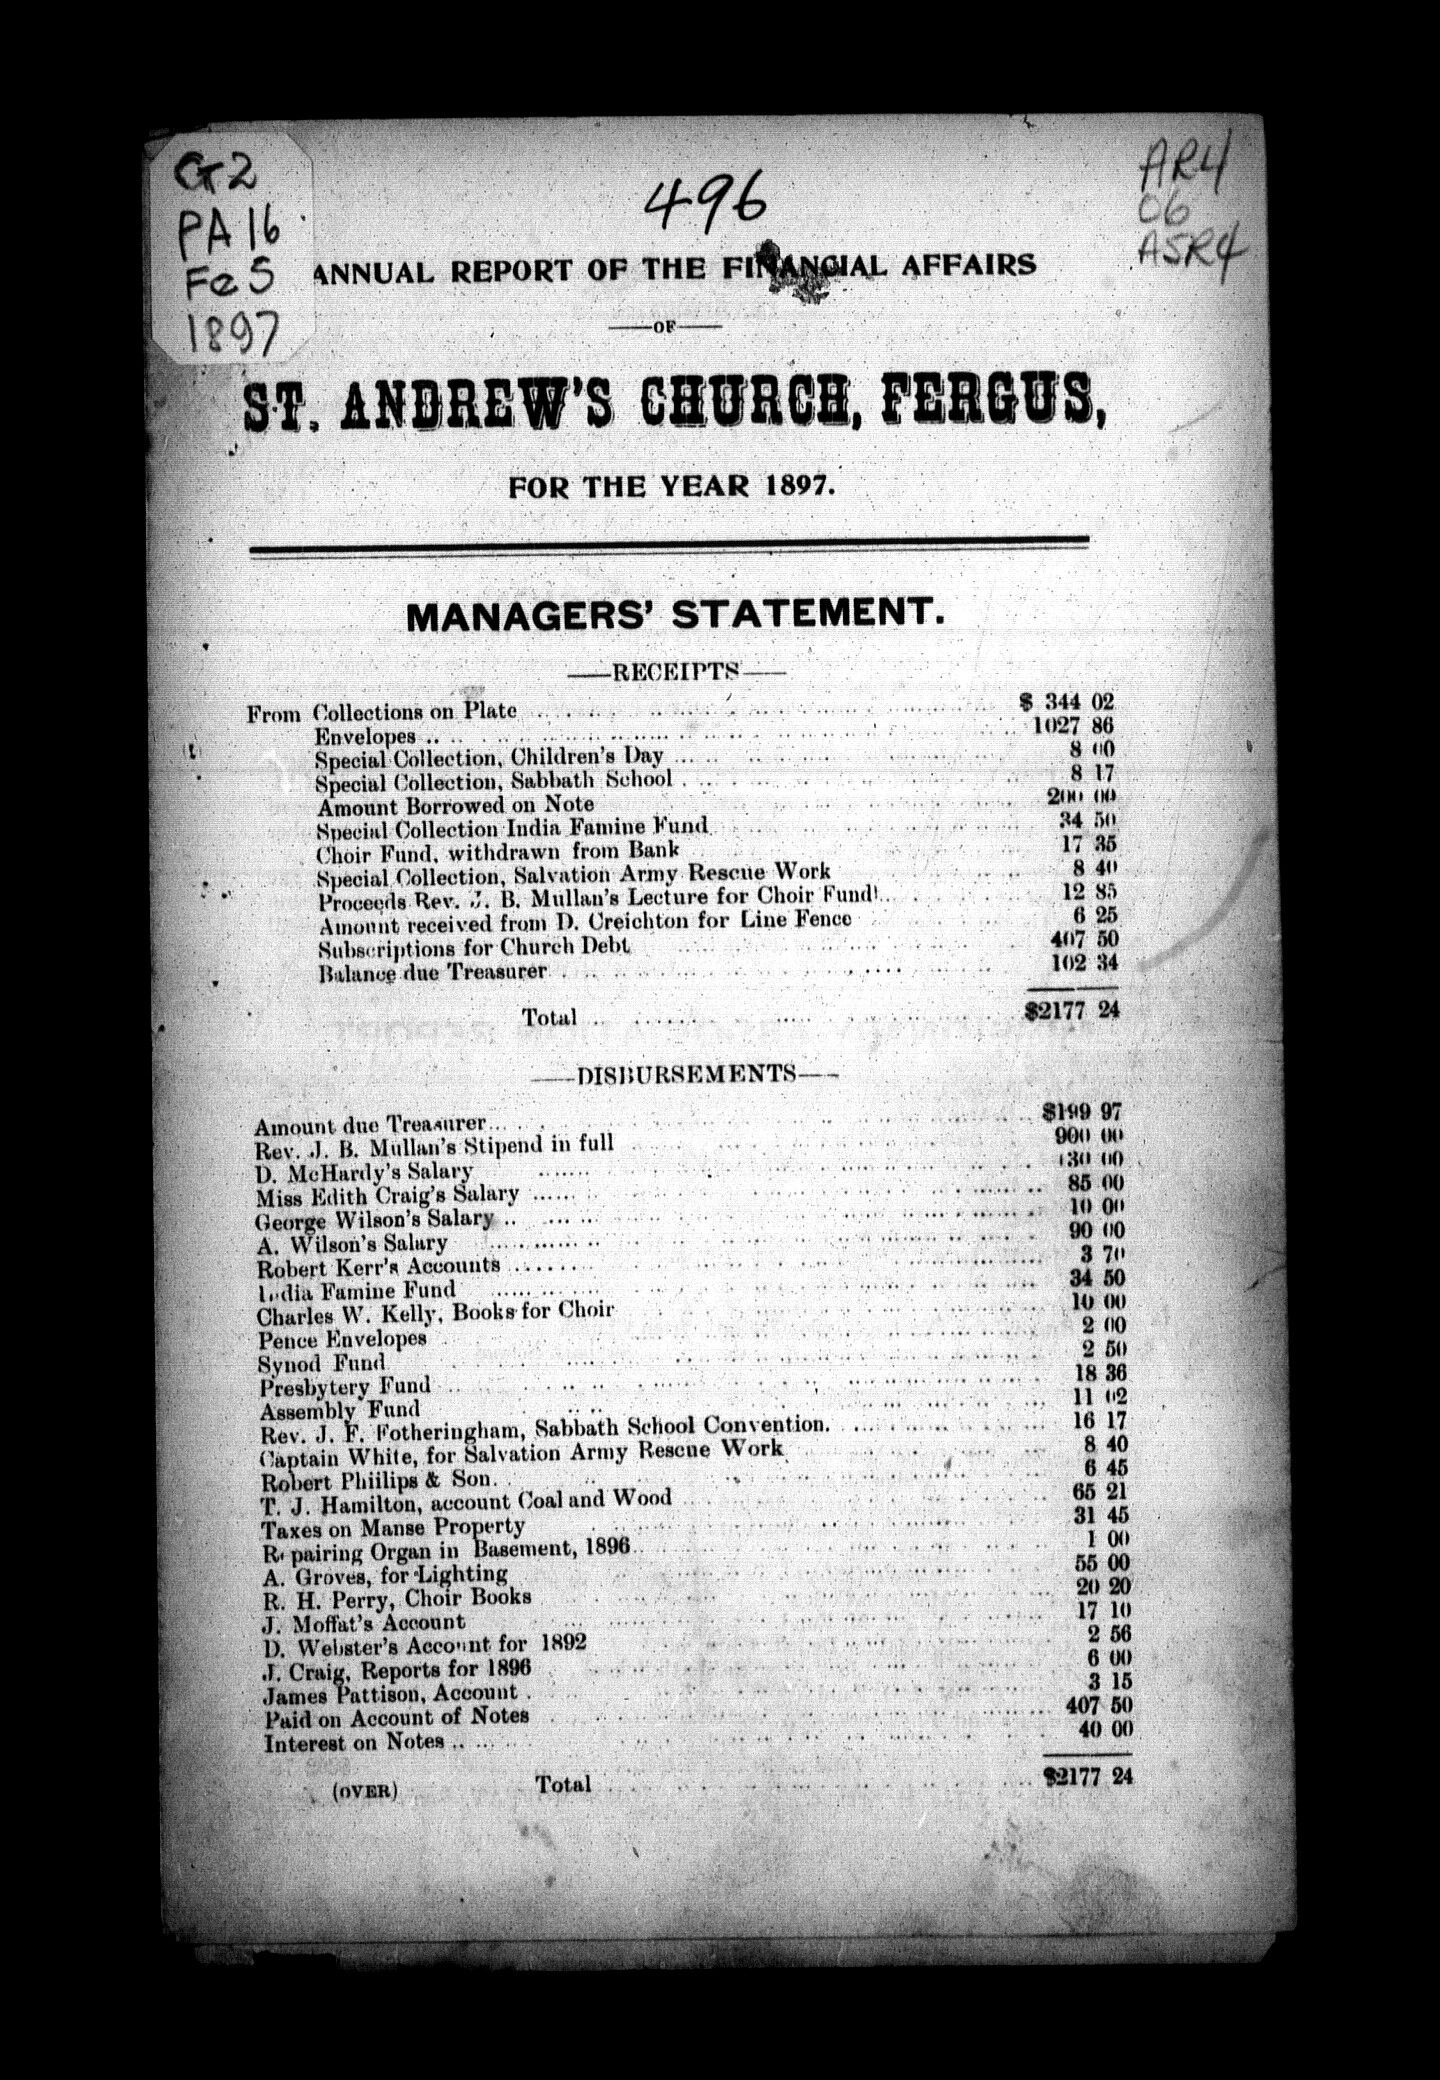 G2
PA 16
Fe 5
1897
496
AR4
06
ASR4
ANNUAL REPORT OF THE FINANCIAL AFFAIRS
—OF—
ST. ANDREW'S CHURCH, FERGUS,
FOR THE YEAR 1897.
MANAGERS' STATEMENT.
—RECEIPTS—
From Collections on Plate $ 344 02
Envelopes 1027 86
Special Collection, Children's Day 8 00
Special Collection, Sabbath School 8 17
Amount Borrowed on Note 200 00
Special Collection India Famine Fund 34 50
Choir Fund, withdrawn from Bank 17 35
Special Collection, Salvation Army Rescue Work 8 40
Proceeds Rev. J. B. Mullan's Lecture for Choir Fund 12 85
Amount received from D. Creichton for Line Fence 6 25
Subscriptions for Church Debt 407 50
Balance due Treasurer 102 34
Total $2177 24
—DISBURSEMENTS—
Amount due Treasurer $199 97
Rev. J. B. Mullan's Stipend in full 900 00
D. McHardy's Salary 130 00
Miss Edith Craig's Salary 85 00
George Wilson's Salary 10 00
A. Wilson's Salary 90 00
Robert Kerr's Accounts 3 70
India Famine Fund 34 50
Charles W. Kelly, Books for Choir 10 00
Pence Envelopes 2 00
Synod Fund 2 50
Presbytery Fund 18 36
Assembly Fund 11 02
Rev. J. F. Fotheringham, Sabbath School Convention. 16 17
Captain White, for Salvation Army Rescue Work 8 40
Robert Phiilips & Son. 6 45
T. J. Hamilton, account Coal and Wood 65 21
Taxes on Manse Property 31 45
Repairing Organ in Basement, 1896 1 00
A. Groves, for Lighting 55 00
R. H. Perry, Choir Books 20 20
J. Moffat's Account 17 10
D. Webster's Account for 1892 2 56
J. Craig, Reports for 1896 6 00
James Pattison, Account 3 15
Paid on Account of Notes 407 50
Interest on Notes 40 00
(OVER) Total $2177 24